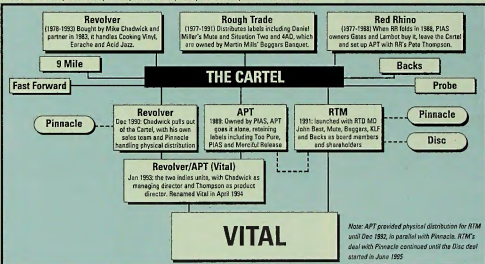 Revolver
(1978-1993) Bought by Mike Chadwick and
partner in 1983, it handles Cooking Vinyl,
Earache and Acid Jazz.
Rough Trade
(1977-1991) Distributes labels including Daniel
Miller's Mute and Situation Two and 4AD, which
are owned by Martin Mills' Beggars Banquet.
Red Rhino
(1977-1988) When RR folds in 1988, PIAS
owners Gates and Lambot buy it, leave the Cartel
and set up APT with RR's Pete Thompson.
9 Mile
Backs
Fast Forward
THE CARTEL
Probe
Pinnacle
Revolver
Dec 1990: Chadwick pulls out
of the Cartel, with his own
sales team and Pinnacle
handling physical distribution
APT
1989: Owned by PIAS, APT
goes it alone, retaining
labels including Too Pure,
PIAS and Merciful Release
RTM
1991: launched with RTD MD
John Best, Mute, Beggars, KLF
and Backs as board members
and shareholders
Pinnacle
Disc
Revolver/APT (Vital)
Jan 1993: the two indies unite, with Chadwick as
managing director and Thompson as product
director. Renamed Vital in April 1994
VITAL
Note: APT provided physical distribution for RTM
until Dec 1992, in parallel with Pinnacle. RTM's
deal with Pinnacle continued until the Disc deal
started in June 1995